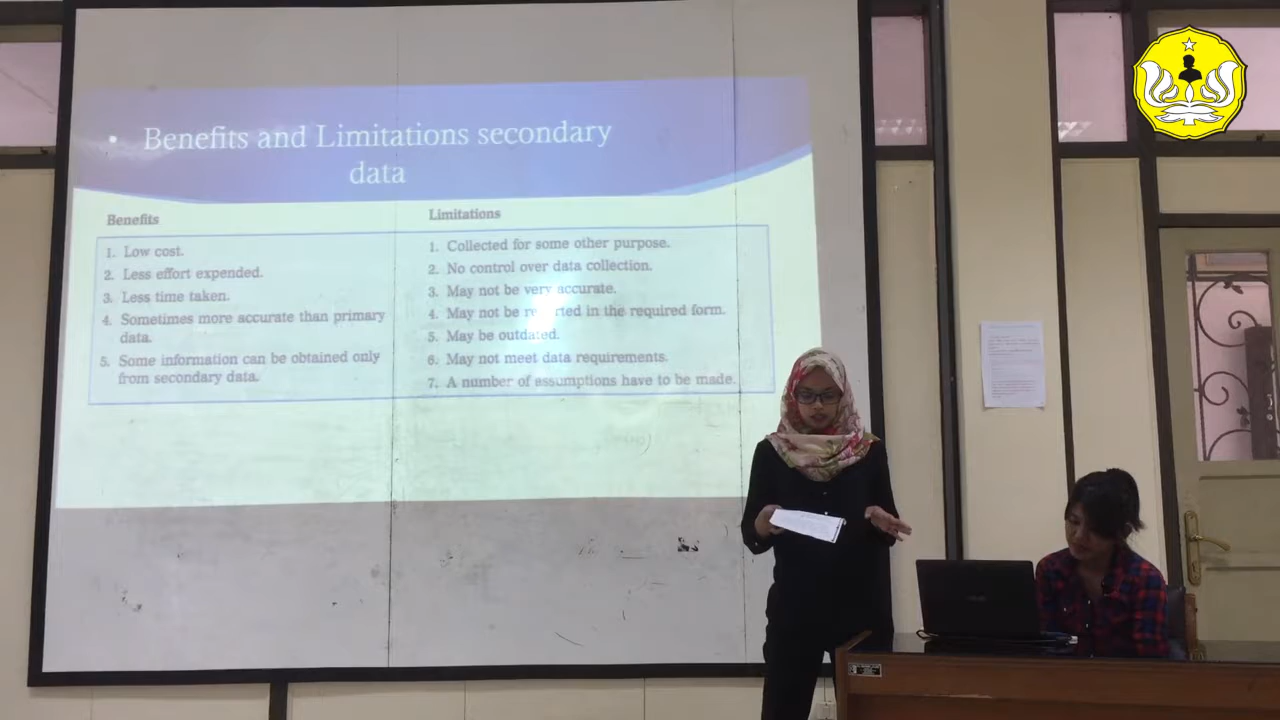 • Benefits and Limitations secondary
data
Benefits
1. Low cost.
2. Less effort expended.
3. Less time taken.
4. Sometimes more accurate than primary
data.
5. Some information can be obtained only
from secondary data.
Limitations
1. Collected for some other purpose.
2. No control over data collection.
3. May not be very accurate.
4. May not be in the required form.
5. May be outdated.
6. May not meet data requirements.
7. A number of assumptions have to be made.